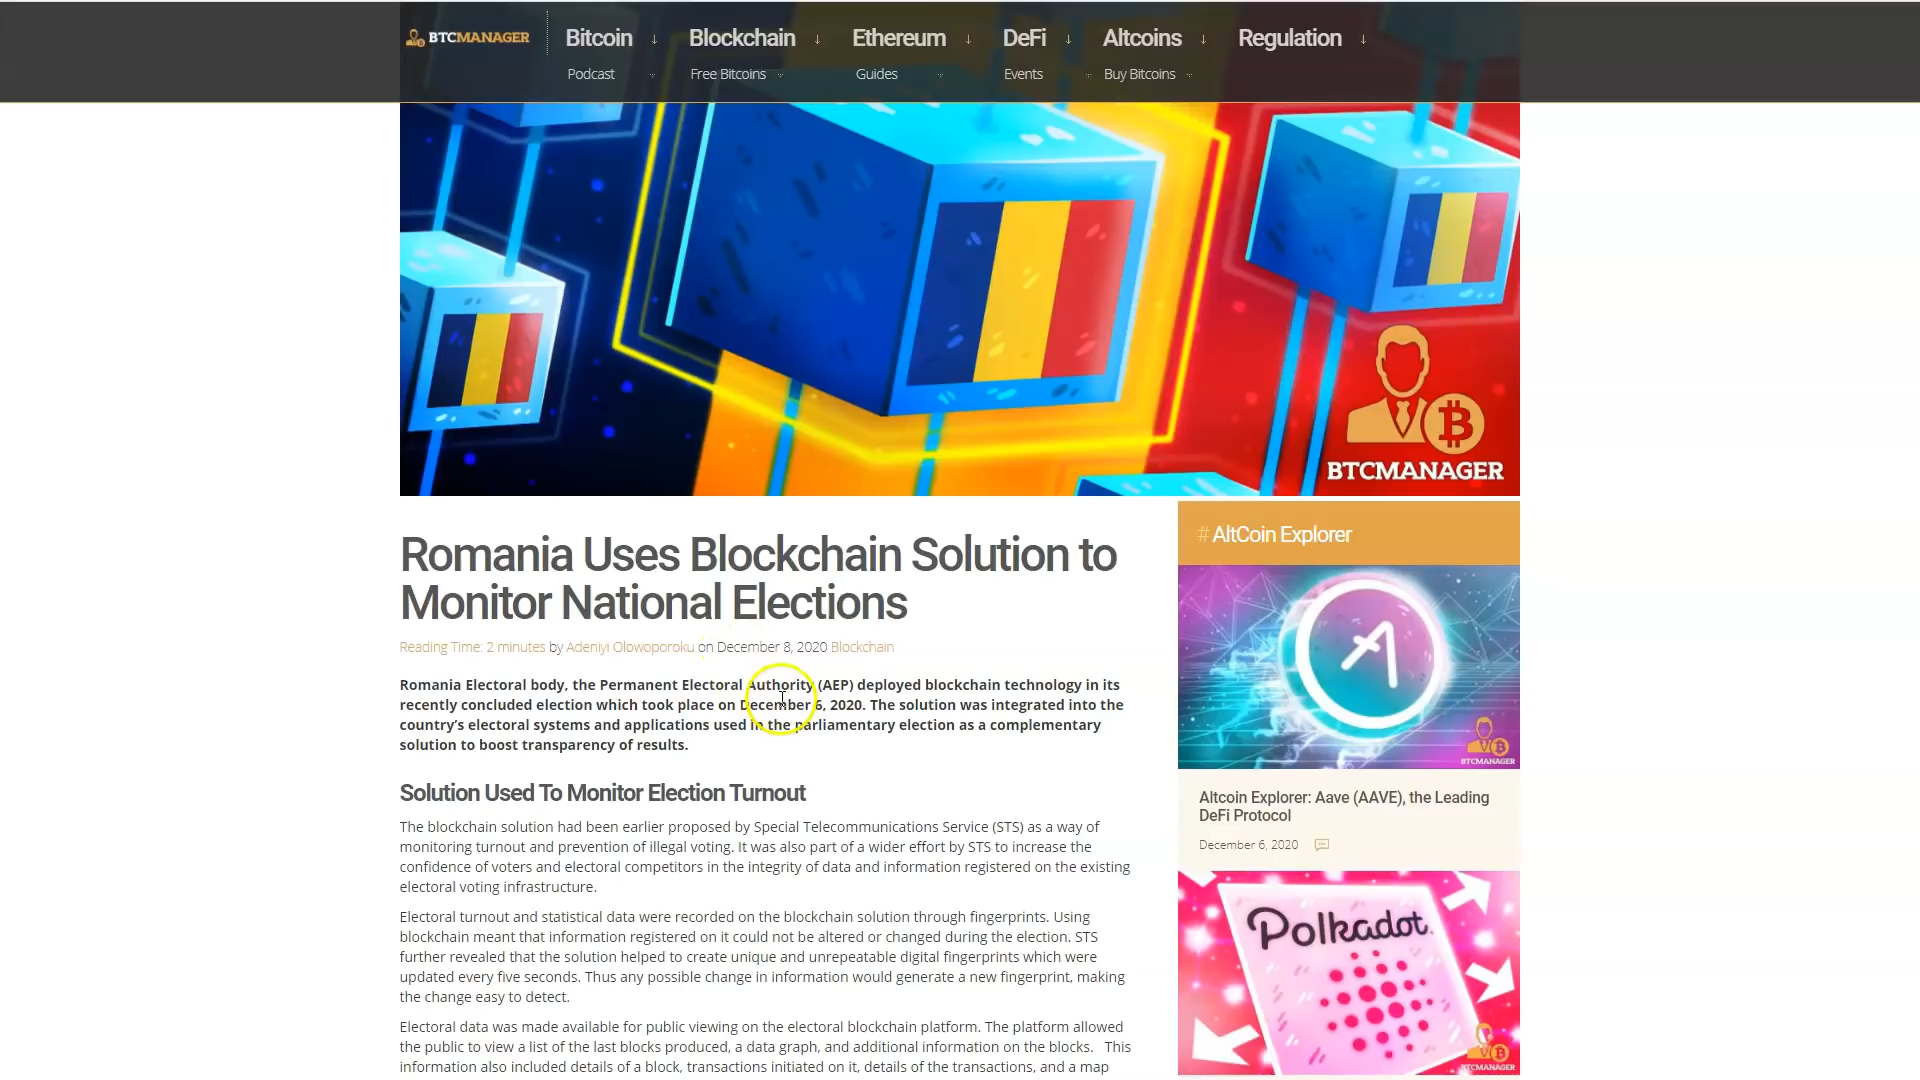 BTCMANAGER
Bitcoin Blockchain Ethereum DeFi Altcoins Regulation
Podcast Free Bitcoins Guides Events Buy Bitcoins
BTCMANAGER
Romania Uses Blockchain Solution to
Monitor National Elections
Reading Time: 2 minutes by Adeniyi Olowoporoku on December 8, 2020 Blockchain
Romania Electoral body, the Permanent Electoral Authority (AEP) deployed blockchain technology in its
recently concluded election which took place on December 6, 2020. The solution was integrated into the
country’s electoral systems and applications used in the parliamentary election as a complementary
solution to boost transparency of results.
Solution Used To Monitor Election Turnout
The blockchain solution had been earlier proposed by Special Telecommunications Service (STS) as a way of
monitoring turnout and prevention of illegal voting. It was also part of a wider effort by STS to increase the
confidence of voters and electoral competitors in the integrity of data and information registered on the existing
electoral voting infrastructure.
Electoral turnout and statistical data were recorded on the blockchain solution through fingerprints. Using
blockchain meant that information registered on it could not be altered or changed during the election. STS
further revealed that the solution helped to create unique and unrepeatable digital fingerprints which were
updated every five seconds. Thus any possible change in information would generate a new fingerprint, making
the change easy to detect.
Electoral data was made available for public viewing on the electoral blockchain platform. The platform allowed
the public to view a list of the last blocks produced, a data graph, and additional information on the blocks. This
information also included details of a block, transactions initiated on it, details of the transactions, and a map
# AltCoin Explorer
BTCMANAGER
Altcoin Explorer: Aave (AAVE), the Leading
DeFi Protocol
December 6, 2020
Polkadot.
BTCMANAGER